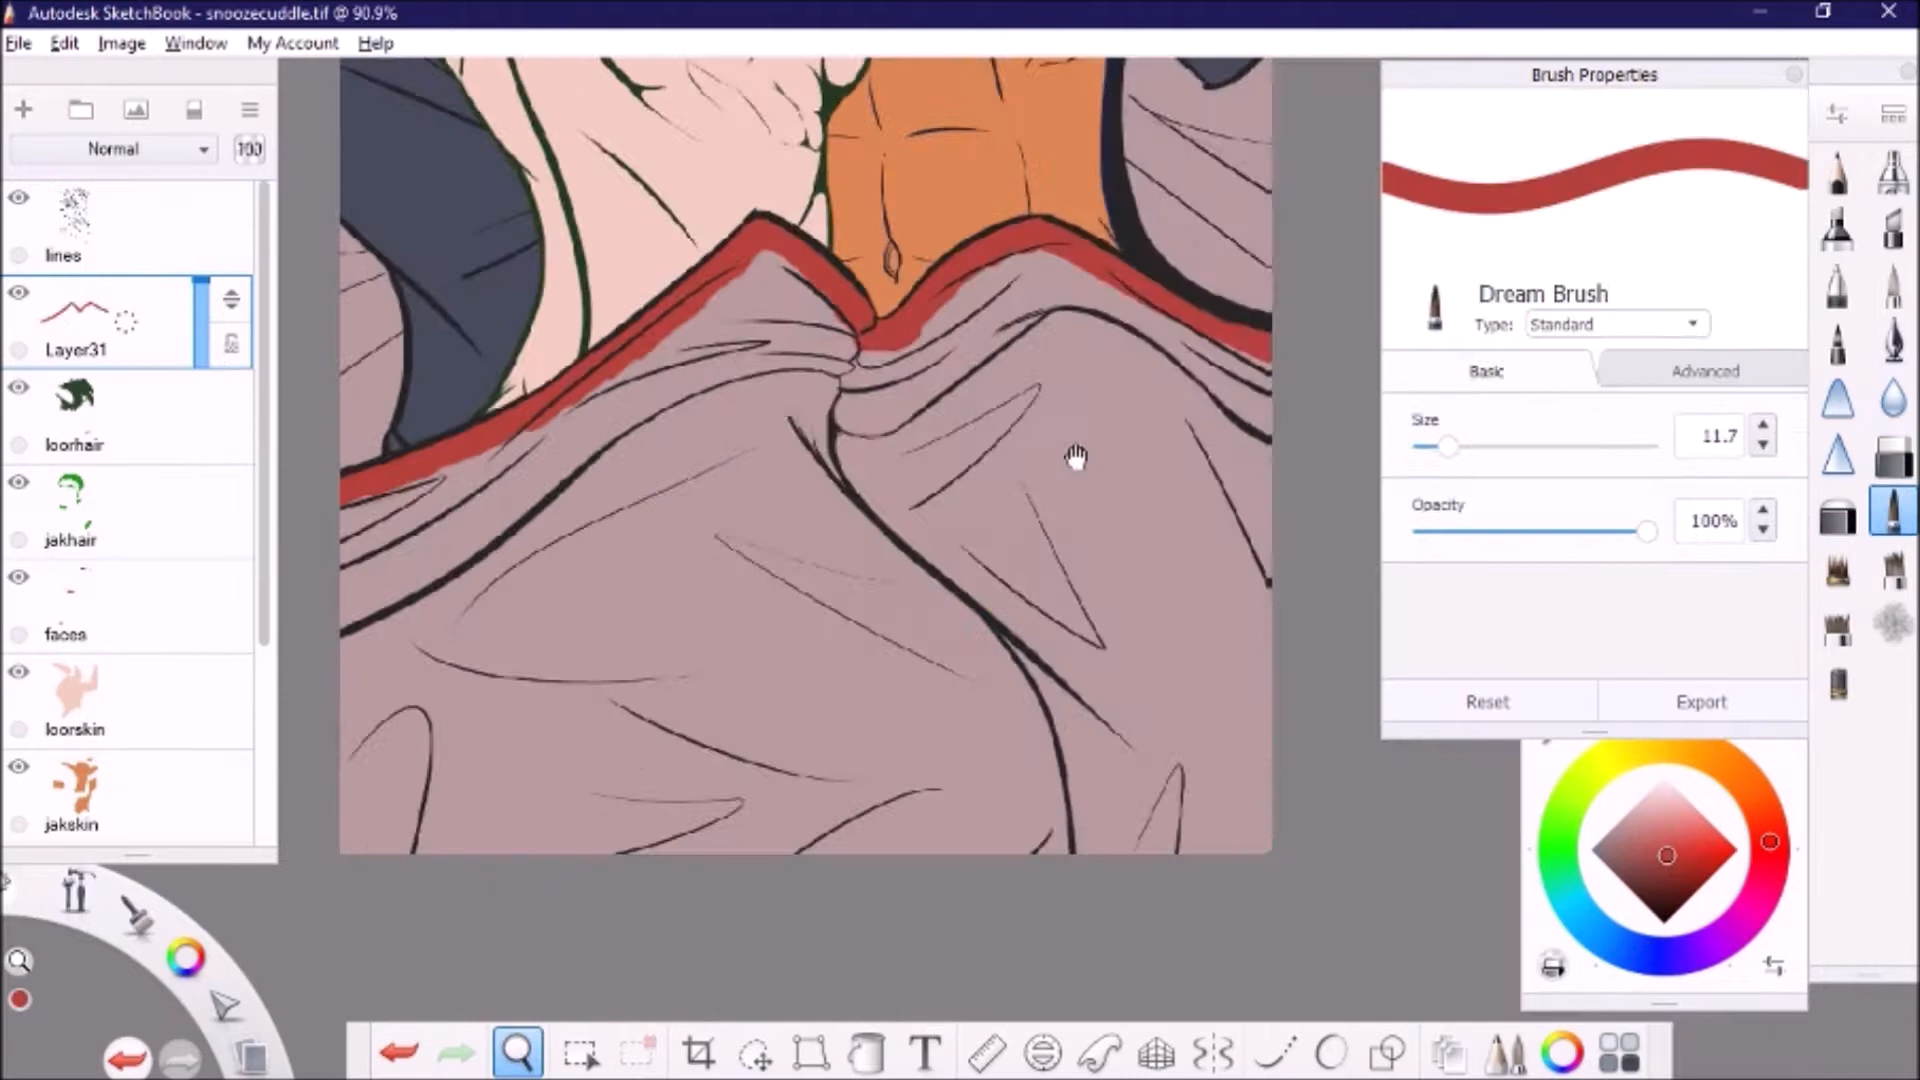 Autodesk SketchBook - snoozecuddle.tif @ 90.9%
File Edit Image Window My Account Help
Normal 100
lines
Layer31
loorhair
jakhair
faces
loorskin
jakskin
Brush Properties
Dream Brush
Type: Standard
Basic Advanced
Size
11.7
Opacity
100%
Reset Export
T